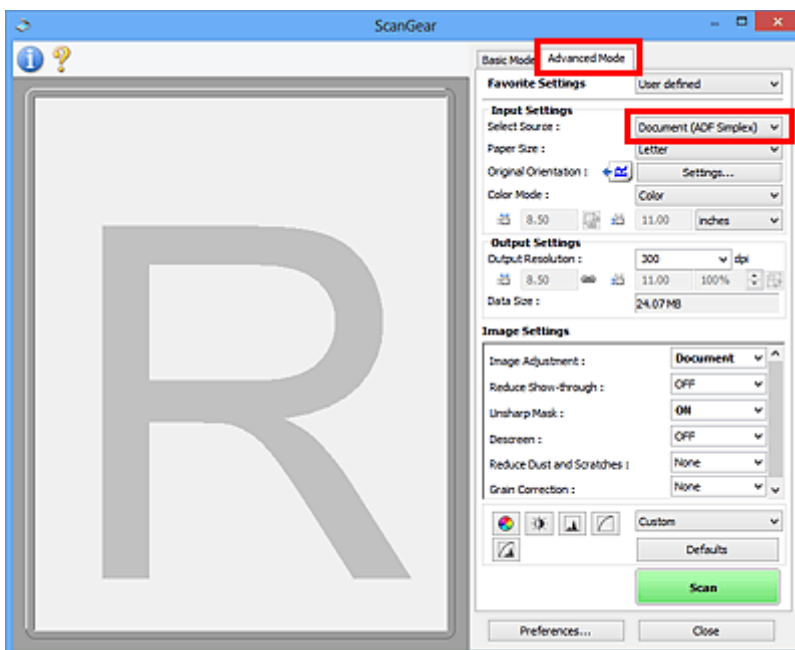 ScanGear
Basic Mode Advanced Mode
Favorite Settings User defined
Input Settings
Select Source : Document (ADF Simplex)
Paper Size : Letter
Original Orientation : Settings...
Color Mode : Color
8.50 11.00 inches
Output Settings
Output Resolution : 300 dpi
8.50 11.00 100%
Data Size : 24.07 MB
Image Settings
Image Adjustment : Document
Reduce Show-through : OFF
Unsharp Mask : ON
Descreen : OFF
Reduce Dust and Scratches : None
Grain Correction : None
Custom
Defaults
Scan
Preferences... Close
R